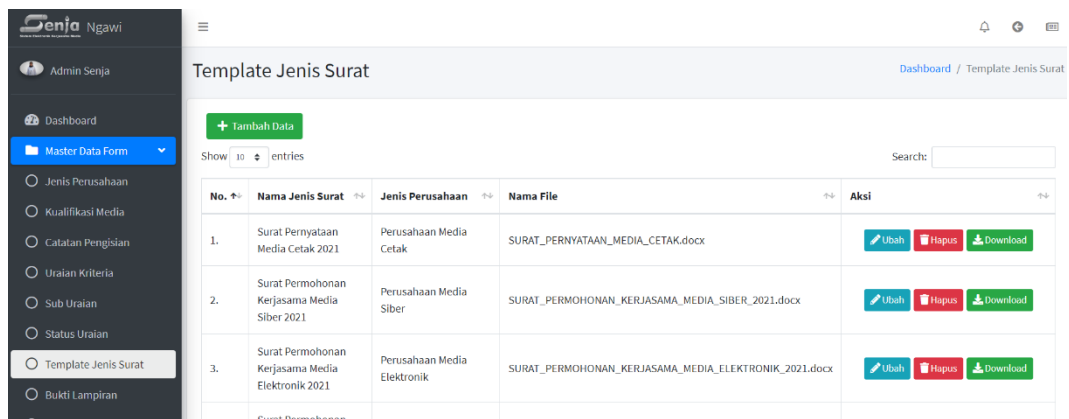 Senja Ngawi
Admin Senja
Dashboard
Master Data Form
Jenis Perusahaan
Kualifikasi Media
Catatan Pengisian
Uraian Kriteria
Sub Uraian
Status Uraian
Template Jenis Surat
Bukti Lampiran
Template Jenis Surat
Dashboard / Template Jenis Surat
Tambah Data
Show 10 entries
Search:
No. Nama Jenis Surat Jenis Perusahaan Nama File Aksi
1. Surat Pernyataan Media Cetak 2021 Perusahaan Media Cetak SURAT_PERNYATAAN_MEDIA_CETAK.docx Ubah Hapus Download
2. Surat Permohonan Kerjasama Media Siber 2021 Perusahaan Media Siber SURAT_PERMOHONAN_KERJASAMA_MEDIA_SIBER_2021.docx Ubah Hapus Download
3. Surat Permohonan Kerjasama Media Elektronik 2021 Perusahaan Media Elektronik SURAT_PERMOHONAN_KERJASAMA_MEDIA_ELEKTRONIK_2021.docx Ubah Hapus Download
Surat Permohonan